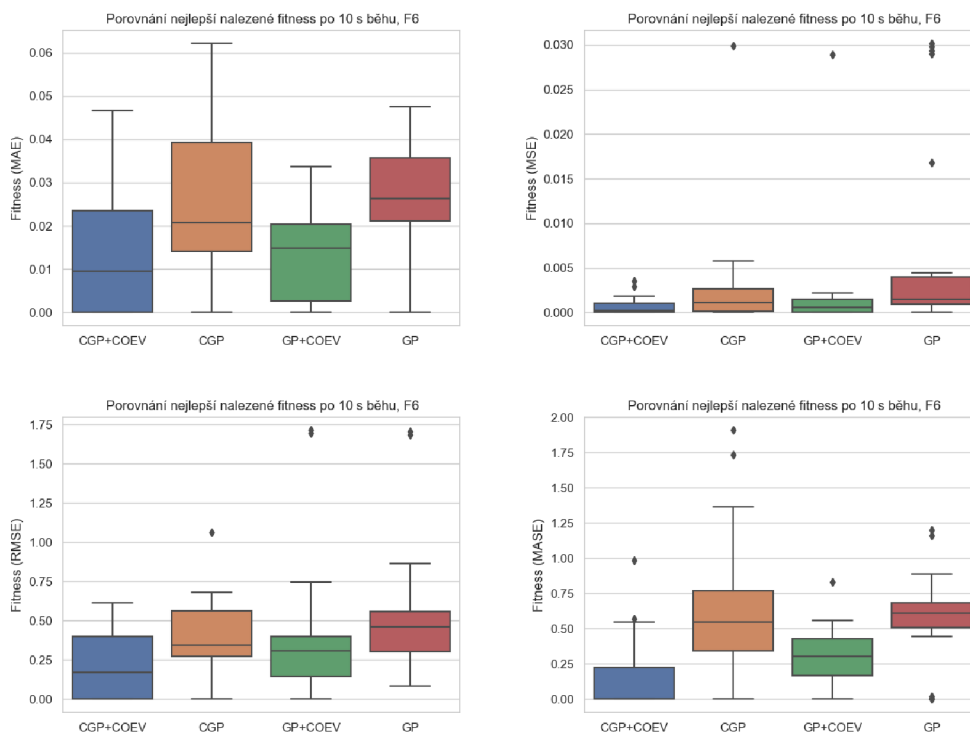 Porovnání nejlepší nalezené fitness po 10 s běhu, F6
Fitness (MAE)
0.06
0.05
0.04
0.03
0.02
0.01
0.00
CGP+COEV CGP GP+COEV GP
Porovnání nejlepší nalezené fitness po 10 s běhu, F6
Fitness (MSE)
0.030
0.025
0.020
0.015
0.010
0.005
0.000
CGP+COEV CGP GP+COEV GP
Porovnání nejlepší nalezené fitness po 10 s běhu, F6
Fitness (RMSE)
1.75
1.50
1.25
1.00
0.75
0.50
0.25
0.00
CGP+COEV CGP GP+COEV GP
Porovnání nejlepší nalezené fitness po 10 s běhu, F6
Fitness (MASE)
2.00
1.75
1.50
1.25
1.00
0.75
0.50
0.25
0.00
CGP+COEV CGP GP+COEV GP